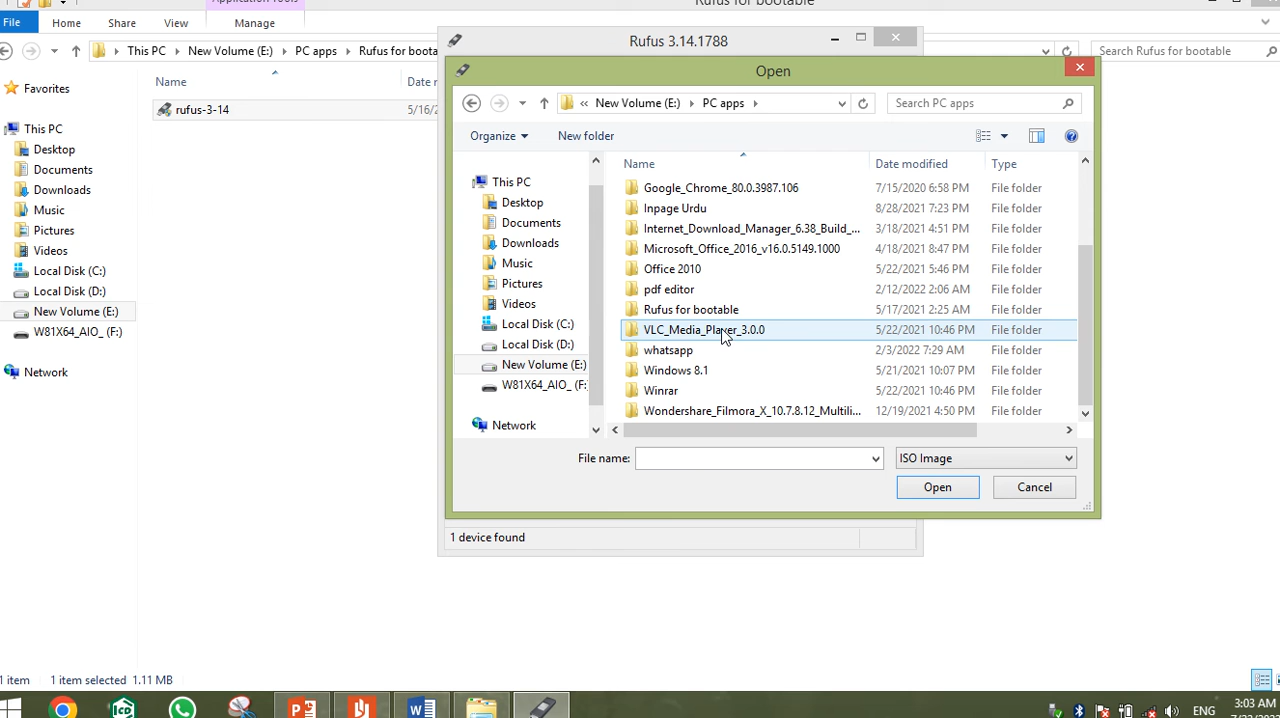 Application Tools
Rufus for bootable
File
Home
Share
View
Manage
This PC
New Volume (E:)
PC apps
Rufus for boota
Search Rufus for bootable
Name
Date
rufus-3-14
5/16/2
Favorites
This PC
Desktop
Documents
Downloads
Music
Pictures
Videos
Local Disk (C:)
Local Disk (D:)
New Volume (E:)
W81X64_AIO_ (F:)
Network
1 item
1 item selected
1.11 MB
Rufus 3.14.1788
Open
« New Volume (E:)
PC apps
Search PC apps
Organize
New folder
Name
Date modified
Type
This PC
Desktop
Documents
Downloads
Music
Pictures
Videos
Local Disk (C:)
Local Disk (D:)
New Volume (E:)
W81X64_AIO_ (F:
Network
Google_Chrome_80.0.3987.106 7/15/2020 6:58 PM File folder
Inpage Urdu 8/28/2021 7:23 PM File folder
Internet_Download_Manager_6.38_Build_... 3/18/2021 4:51 PM File folder
Microsoft_Office_2016_v16.0.5149.1000 4/18/2021 8:47 PM File folder
Office 2010 5/22/2021 5:46 PM File folder
pdf editor 2/12/2022 2:06 AM File folder
Rufus for bootable 5/17/2021 2:25 AM File folder
VLC_Media_Player_3.0.0 5/22/2021 10:46 PM File folder
whatsapp 2/3/2022 7:29 AM File folder
Windows 8.1 5/21/2021 10:07 PM File folder
Winrar 5/22/2021 10:46 PM File folder
Wondershare_Filmora_X_10.7.8.12_Multili... 12/19/2021 4:50 PM File folder
File name:
ISO Image
Open
Cancel
1 device found
ENG
3:03 AM